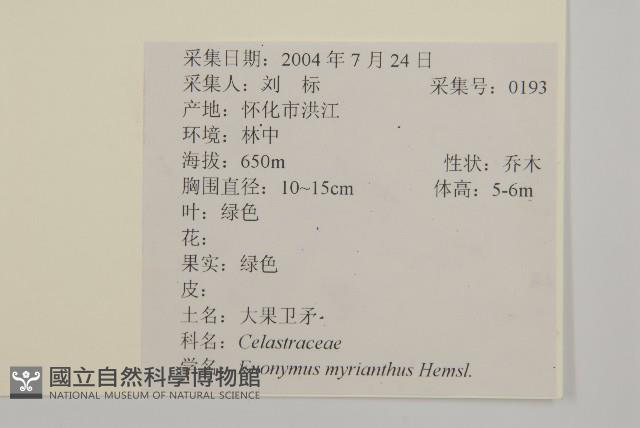 采集日期：2004 年 7 月 24 日
采集人：刘 标 采集号：0193
产地：怀化市洪江
环境：林中
海拔：650m 性状：乔木
胸围直径：10~15cm 体高：5-6m
叶：绿色
花：
果实：绿色
皮：
土名：大果卫矛
科名：Celastraceae
学名：Euonymus myrianthus Hemsl.
國立自然科學博物館
NATIONAL MUSEUM OF NATURAL SCIENCE